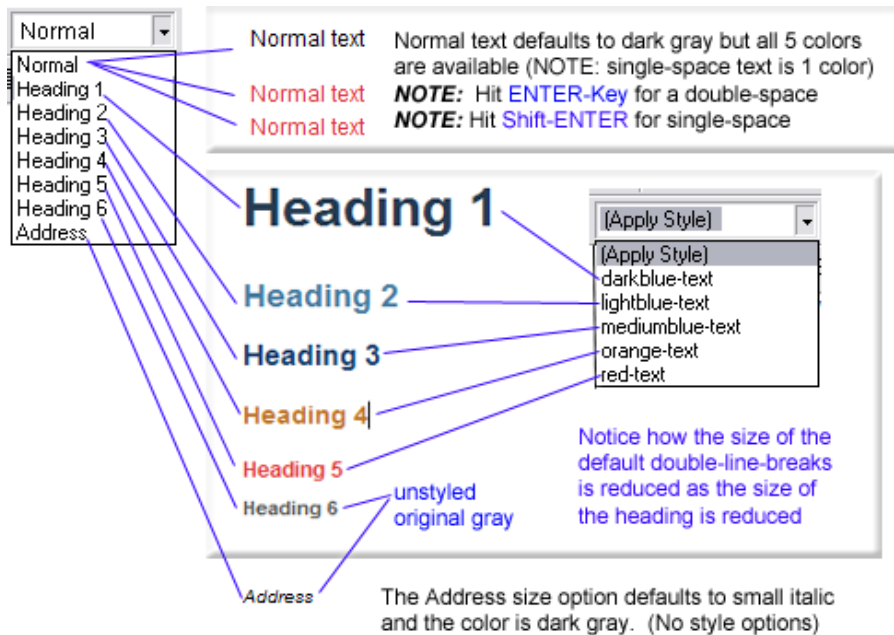 Normal
Normal
Heading 1
Heading 2
Heading 3
Heading 4
Heading 5
Heading 6
Address
Normal text
Normal text
Normal text
Normal text defaults to dark gray but all 5 colors
are available (NOTE: single-space text is 1 color)
NOTE: Hit ENTER-Key for a double-space
NOTE: Hit Shift-ENTER for single-space
Heading 1
Heading 2
Heading 3
Heading 4
Heading 5
Heading 6
unstyled
original gray
(Apply Style)
(Apply Style)
darkblue-text
lightblue-text
mediumblue-text
orange-text
red-text
Notice how the size of the
default double-line-breaks
is reduced as the size of
the heading is reduced
Address
The Address size option defaults to small italic
and the color is dark gray. (No style options)